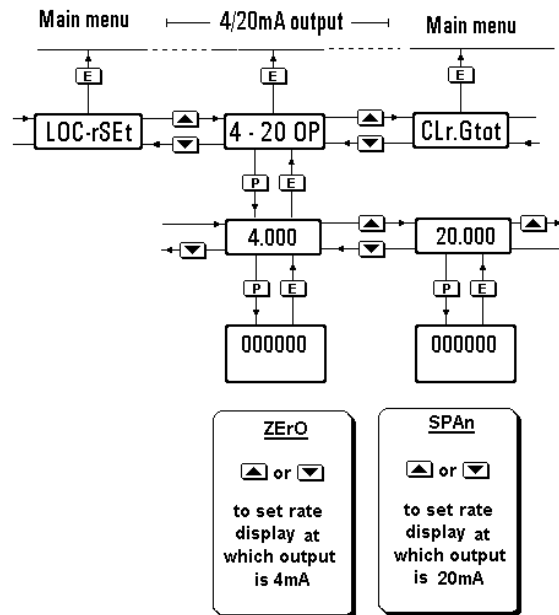 Main menu
4/20mA output
Main menu
E
E
E
LOC-rSEt
4 - 20 OP
CLr.Gtot
P
E
4.000
20.000
P
E
P
E
000000
000000
ZErO
or
to set rate
display at
which output
is 4mA
SPAn
or
to set rate
display at
which output
is 20mA